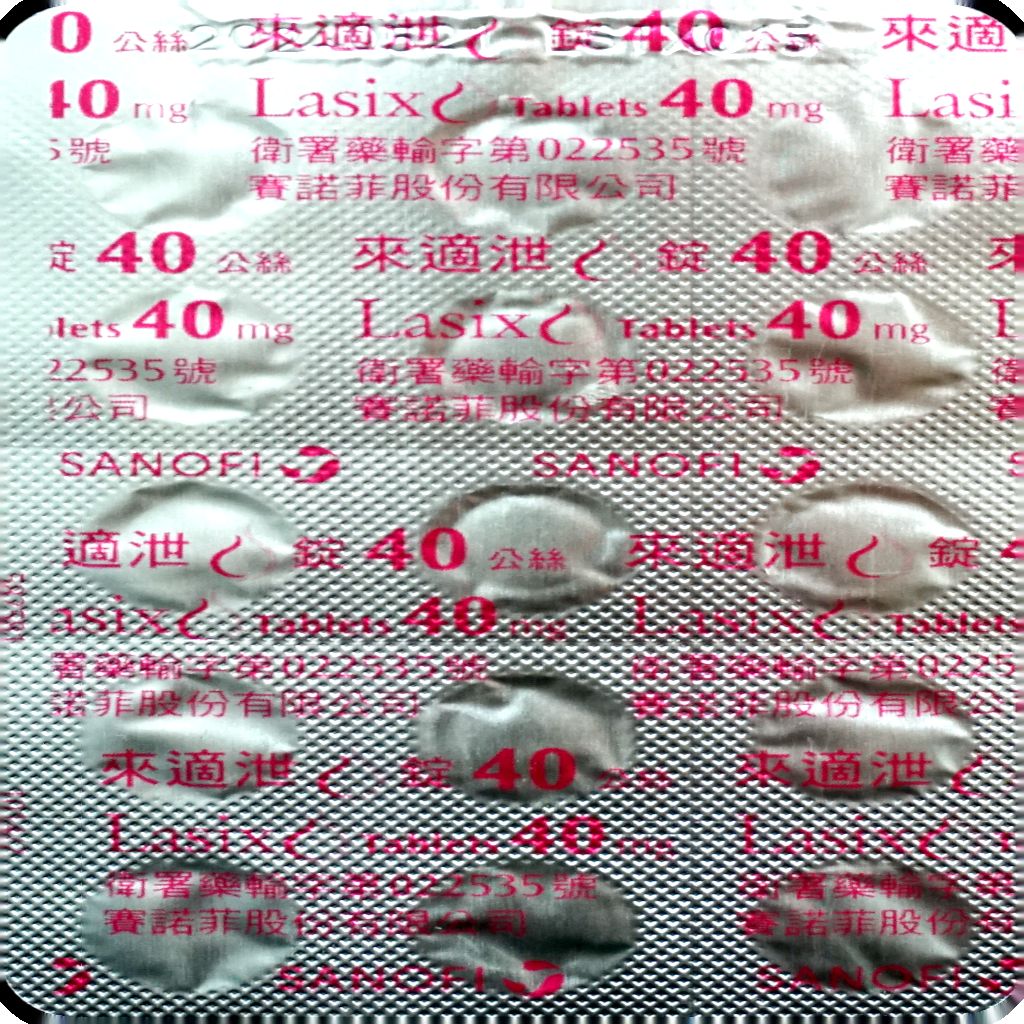 0 公絲 來適泄 錠 40 公絲 來適
40 mg Lasix Tablets 40 mg Lasi
號 衛署藥輸字第022535號 衛署藥
賽諾菲股份有限公司 賽諾菲
錠 40 公絲 來適泄 錠 40 公絲
lets 40 mg Lasix Tablets 40 mg L
22535號 衛署藥輸字第022535號
公司 賽諾菲股份有限公司
SANOFI SANOFI
適泄 錠 40 公絲 來適泄 錠
asix Tablets 40 mg Lasix Tablets
署藥輸字第022535號 衛署藥輸字第0225
諾菲股份有限公司 賽諾菲股份有限公
來適泄 錠 40 公絲 來適泄
Lasix Tablets 40 mg Lasix
衛署藥輸字第022535號 衛署藥輸字第
賽諾菲股份有限公司 賽諾菲股份有
SANOFI SANOFI